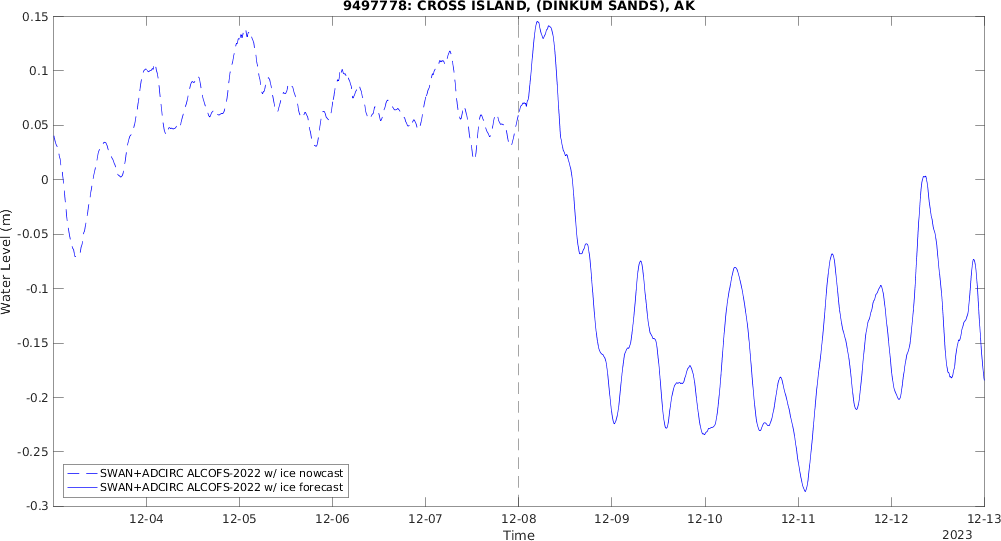 9497778: CROSS ISLAND, (DINKUM SANDS), AK
0.15
0.1
0.05
0
-0.05
-0.1
-0.15
-0.2
-0.25
-0.3
Water Level (m)
SWAN+ADCIRC ALCOFS-2022 w/ ice nowcast
SWAN+ADCIRC ALCOFS-2022 w/ ice forecast
12-04 12-05 12-06 12-07 12-08 12-09 12-10 12-11 12-12 12-13
Time
2023